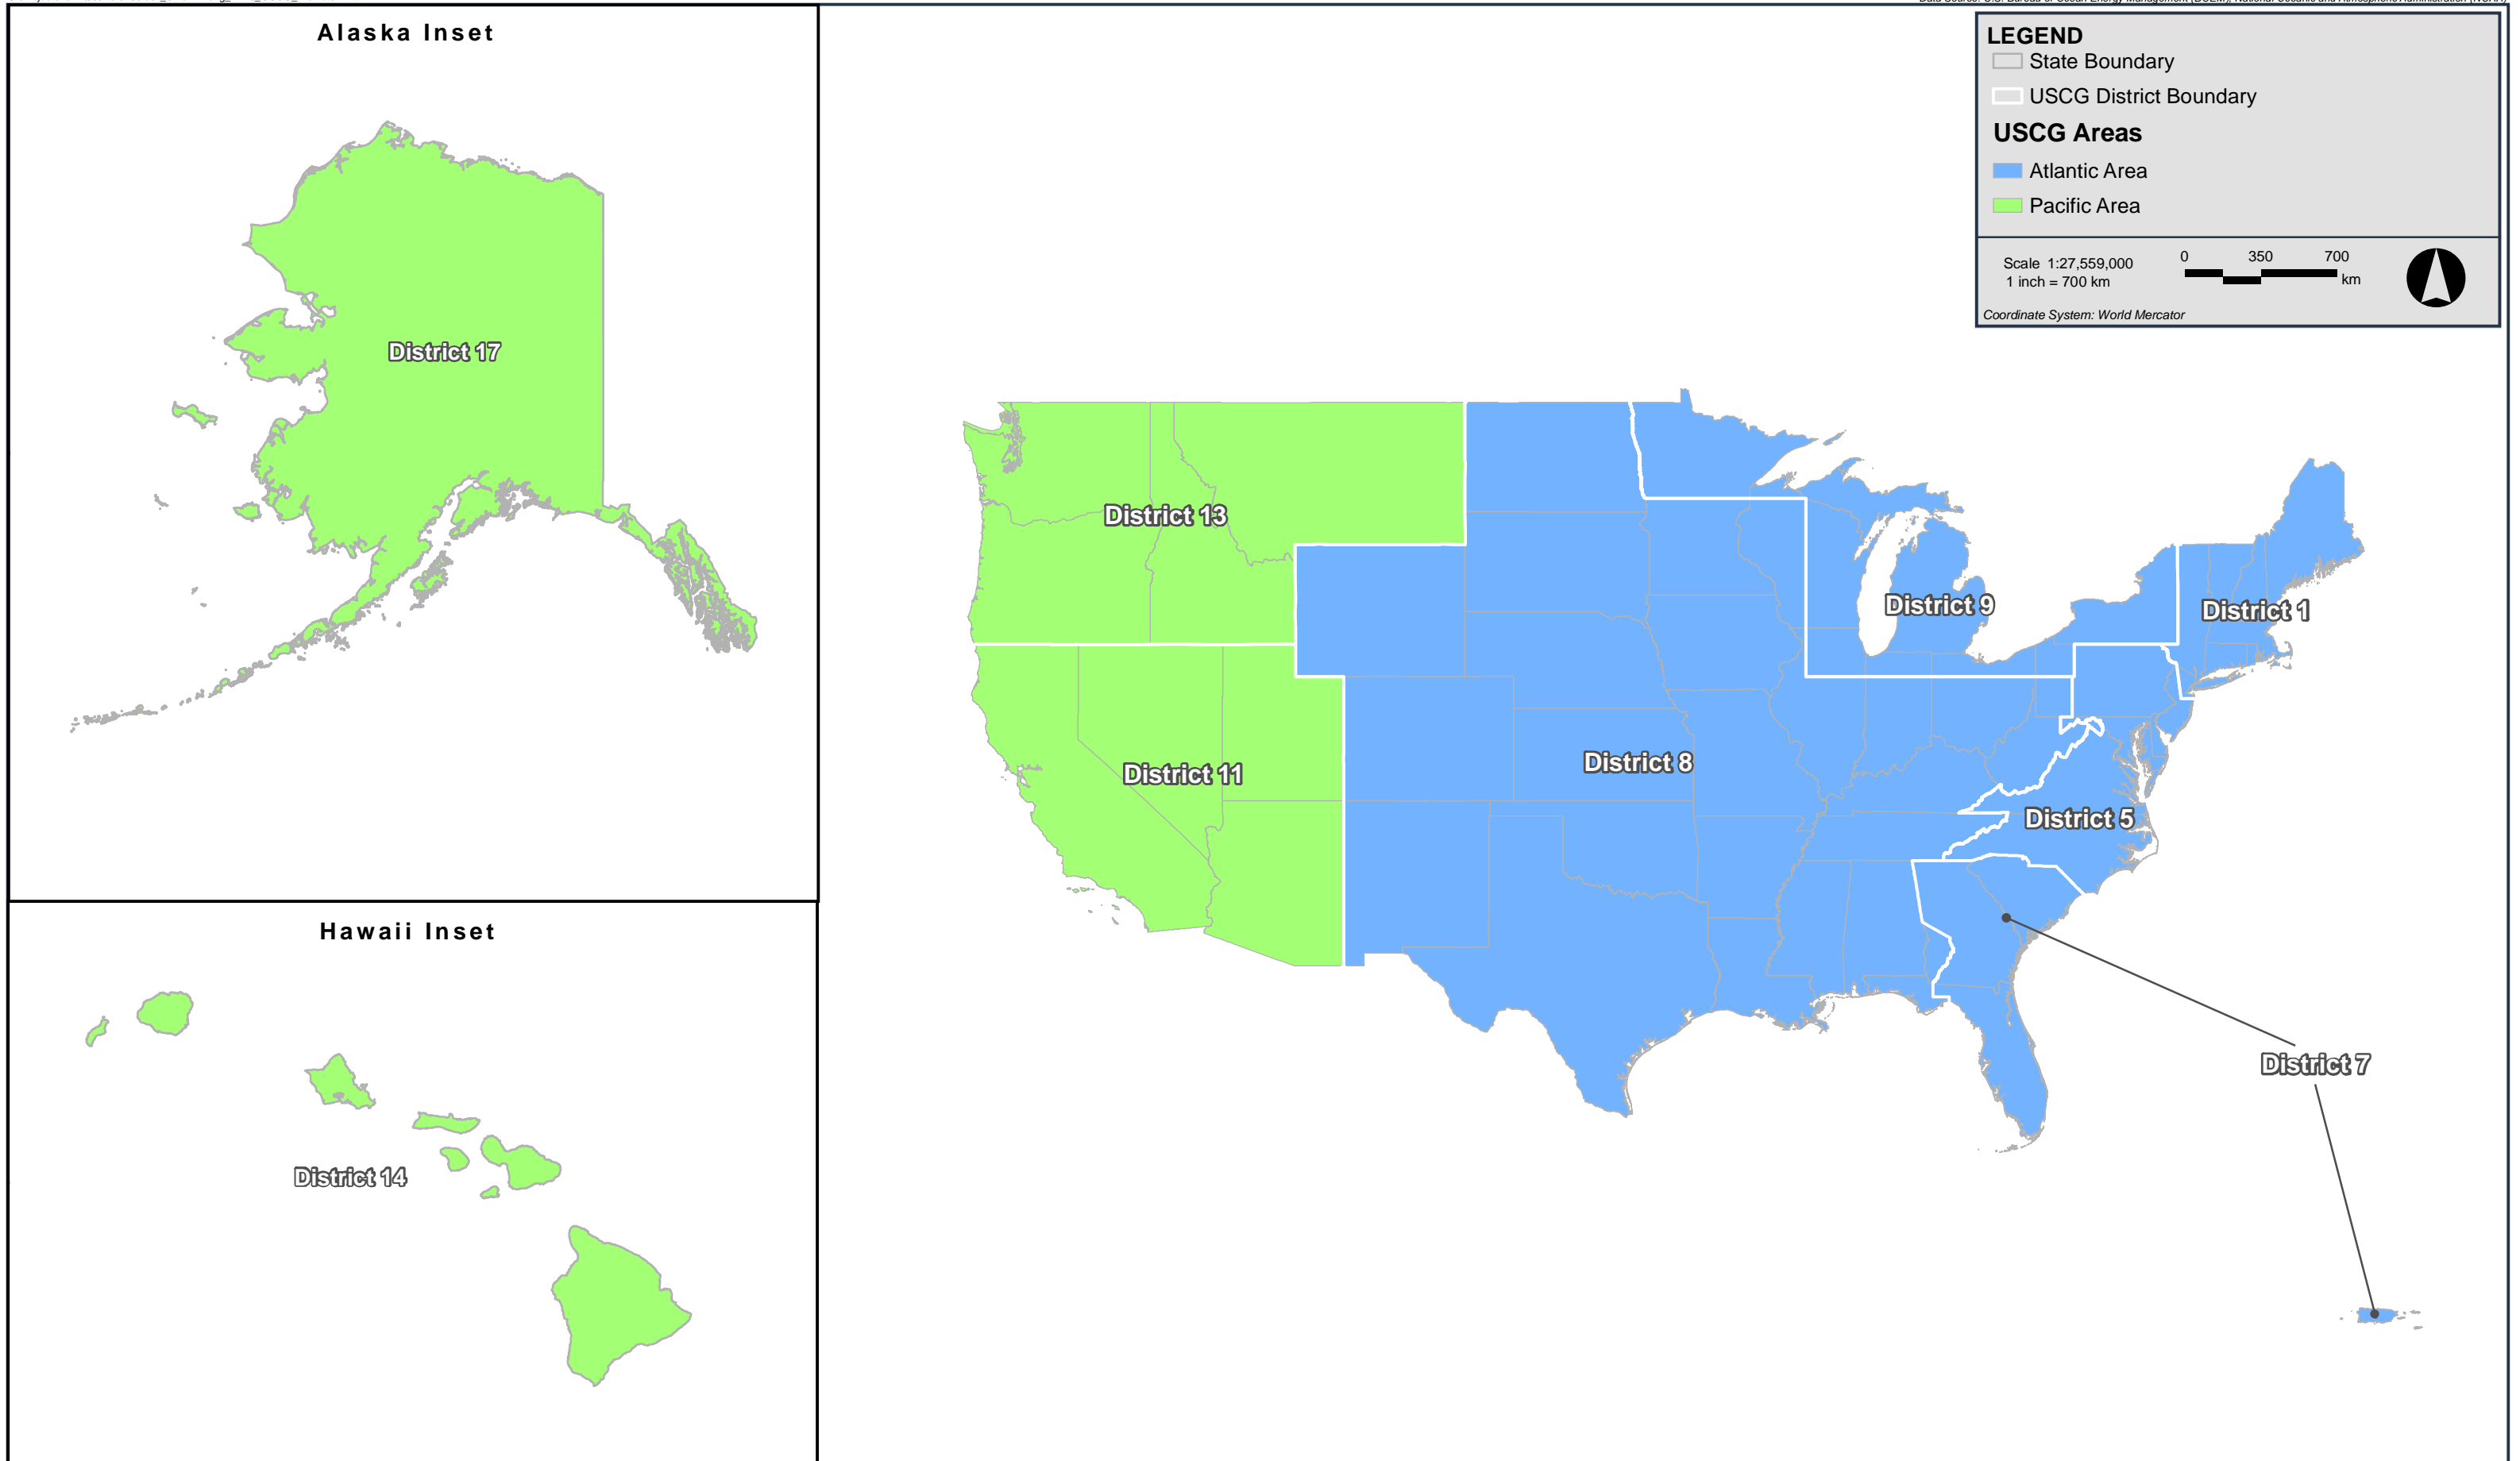 Alaska Inset
LEGEND
State Boundary
USCG District Boundary
USCG Areas
Atlantic Area
Pacific Area
Scale 1:27,559,000
1 inch = 700 km
0 350 700
km
Coordinate System: World Mercator
District 17
District 13
District 9
District 1
District 11
District 8
District 5
Hawaii Inset
District 7
District 14